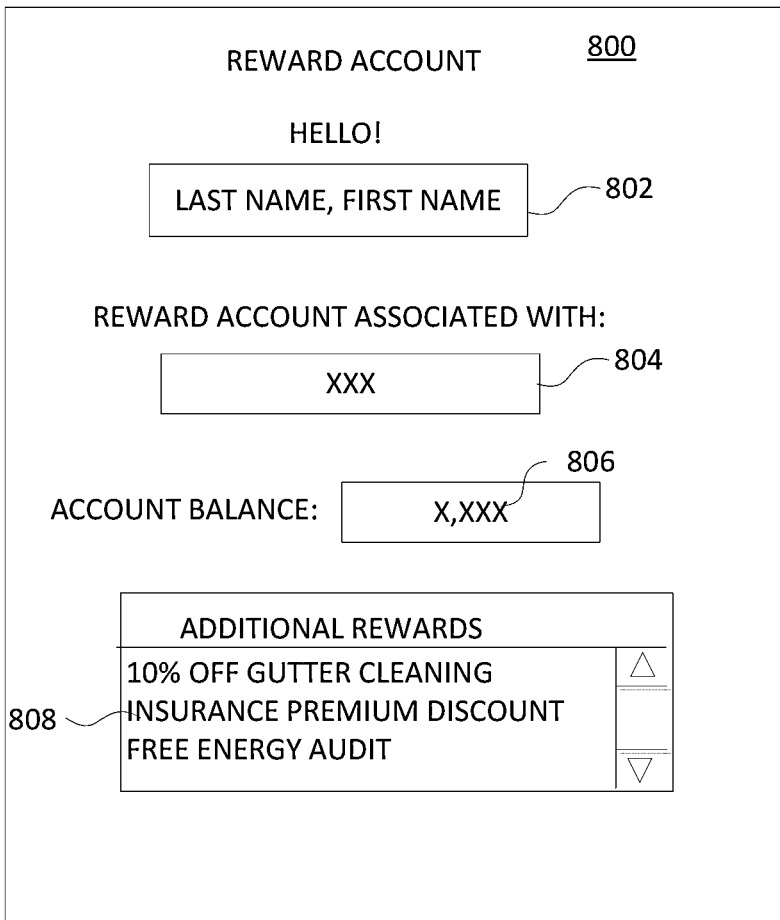 REWARD ACCOUNT 800
HELLO!
LAST NAME, FIRST NAME 802
REWARD ACCOUNT ASSOCIATED WITH:
XXX 804
806
ACCOUNT BALANCE: X,XXX
ADDITIONAL REWARDS
10% OFF GUTTER CLEANING
808 INSURANCE PREMIUM DISCOUNT
FREE ENERGY AUDIT